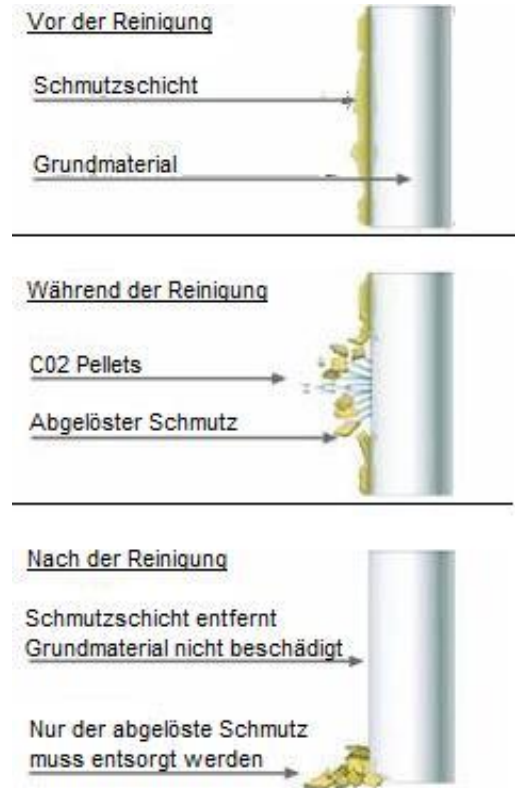 Vor der Reinigung
Schmutzschicht
Grundmaterial
Während der Reinigung
C02 Pellets
Abgelöster Schmutz
Nach der Reinigung
Schmutzschicht entfernt
Grundmaterial nicht beschädigt
Nur der abgelöste Schmutz
muss entsorgt werden